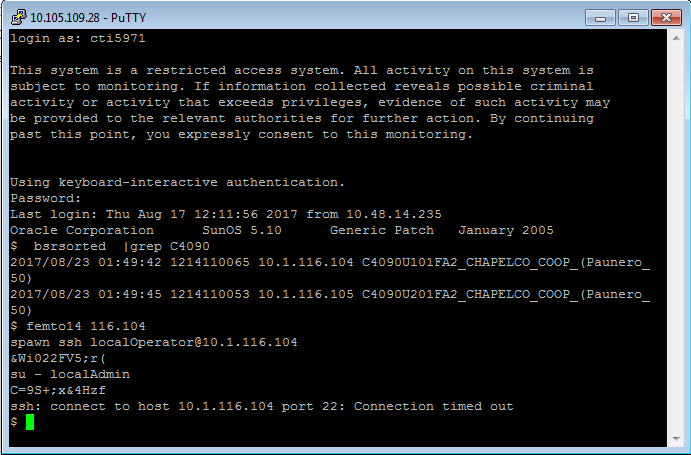 10.105.109.28 - PuTTY
login as: cti5971
This system is a restricted access system. All activity on this system is
subject to monitoring. If information collected reveals possible criminal
activity or activity that exceeds privileges, evidence of such activity may
be provided to the relevant authorities for further action. By continuing
past this point, you expressly consent to this monitoring.
Using keyboard-interactive authentication.
Password:
Last login: Thu Aug 17 12:11:56 2017 from 10.48.14.235
Oracle Corporation      SunOS 5.10      Generic Patch   January 2005
$  bsrsorted  |grep C4090
2017/08/23 01:49:42 1214110065 10.1.116.104 C4090U101FA2_CHAPELCO_COOP_(Paunero_
50)
2017/08/23 01:49:45 1214110053 10.1.116.105 C4090U201FA2_CHAPELCO_COOP_(Paunero_
50)
$ femto14 116.104
spawn ssh localOperator@10.1.116.104
&Wi022FV5;r(
su - localAdmin
C=9S+;x&4Hzf
ssh: connect to host 10.1.116.104 port 22: Connection timed out
$